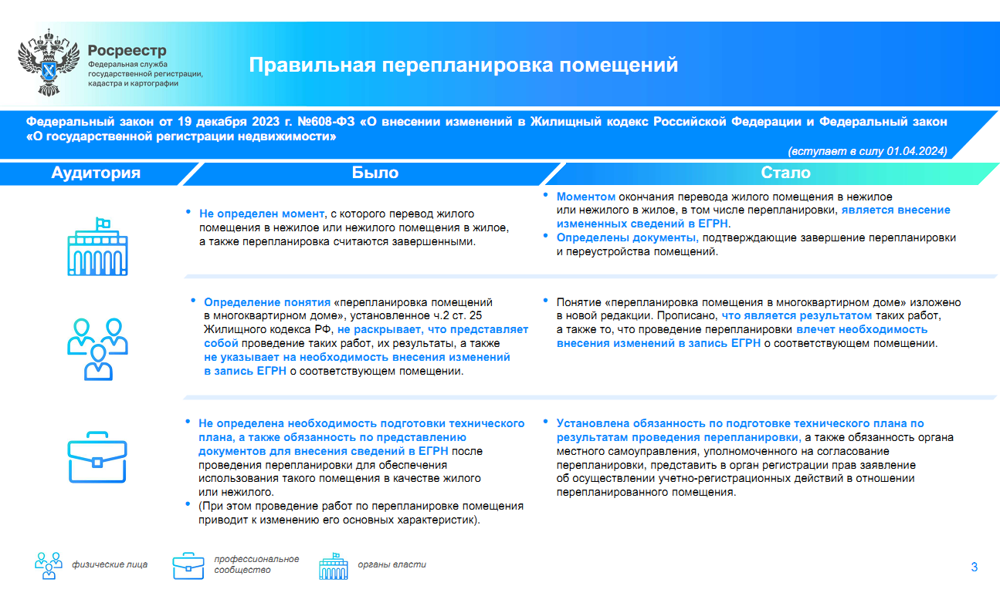 Росреестр
Федеральная служба
государственной регистрации,
кадастра и картографии
Правильная перепланировка помещений
Федеральный закон от 19 декабря 2023 г. №608-ФЗ «О внесении изменений в Жилищный кодекс Российской Федерации и Федеральный закон
«О государственной регистрации недвижимости»
(вступает в силу 01.04.2024)
Аудитория
Было
Стало
• Не определен момент, с которого перевод жилого
помещения в нежилое или нежилого помещения в жилое,
а также перепланировка считаются завершенными.
• Моментом окончания перевода жилого помещения в нежилое
или нежилого в жилое, в том числе перепланировки, является внесение
измененных сведений в ЕГРН.
• Определены документы, подтверждающие завершение перепланировки
и переустройства помещений.
• Определение понятия «перепланировка помещений
в многоквартирном доме», установленное ч.2 ст. 25
Жилищного кодекса РФ, не раскрывает, что представляет
собой проведение таких работ, их результаты, а также
не указывает на необходимость внесения изменений
в запись ЕГРН о соответствующем помещении.
• Понятие «перепланировка помещения в многоквартирном доме» изложено
в новой редакции. Прописано, что является результатом таких работ,
а также то, что проведение перепланировки влечет необходимость
внесения изменений в запись ЕГРН о соответствующем помещении.
• Не определена необходимость подготовки технического
плана, а также обязанность по представлению
документов для внесения сведений в ЕГРН после
проведения перепланировки для обеспечения
использования такого помещения в качестве жилого
или нежилого.
• (При этом проведение работ по перепланировке помещения
приводит к изменению его основных характеристик).
• Установлена обязанность по подготовке технического плана по
результатам проведения перепланировки, а также обязанность органа
местного самоуправления, уполномоченного на согласование
перепланировки, представить в орган регистрации прав заявление
об осуществлении учетно-регистрационных действий в отношении
перепланированного помещения.
физические лица
профессиональное
сообщество
органы власти
3